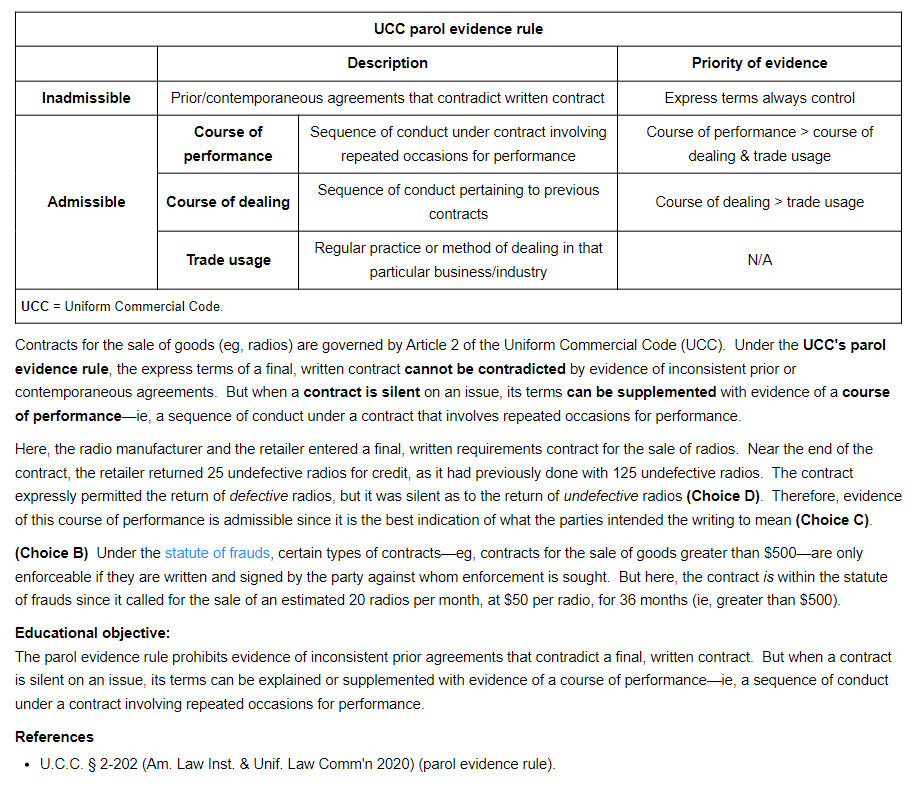 UCC parol evidence rule
Description
Priority of evidence
Inadmissible
Prior/contemporaneous agreements that contradict written contract
Express terms always control
Admissible
Course of
performance
Sequence of conduct under contract involving
repeated occasions for performance
Course of performance > course of
dealing & trade usage
Course of dealing
Sequence of conduct pertaining to previous
contracts
Course of dealing > trade usage
Trade usage
Regular practice or method of dealing in that
particular business/industry
N/A
UCC = Uniform Commercial Code.
Contracts for the sale of goods (eg, radios) are governed by Article 2 of the Uniform Commercial Code (UCC). Under the UCC's parol
evidence rule, the express terms of a final, written contract cannot be contradicted by evidence of inconsistent prior or
contemporaneous agreements. But when a contract is silent on an issue, its terms can be supplemented with evidence of a course
of performance—ie, a sequence of conduct under a contract that involves repeated occasions for performance.
Here, the radio manufacturer and the retailer entered a final, written requirements contract for the sale of radios. Near the end of the
contract, the retailer returned 25 undefective radios for credit, as it had previously done with 125 undefective radios. The contract
expressly permitted the return of defective radios, but it was silent as to the return of undefective radios (Choice D). Therefore, evidence
of this course of performance is admissible since it is the best indication of what the parties intended the writing to mean (Choice C).
(Choice B) Under the statute of frauds, certain types of contracts—eg, contracts for the sale of goods greater than $500—are only
enforceable if they are written and signed by the party against whom enforcement is sought. But here, the contract is within the statute
of frauds since it called for the sale of an estimated 20 radios per month, at $50 per radio, for 36 months (ie, greater than $500).
Educational objective:
The parol evidence rule prohibits evidence of inconsistent prior agreements that contradict a final, written contract. But when a contract
is silent on an issue, its terms can be explained or supplemented with evidence of a course of performance—ie, a sequence of conduct
under a contract involving repeated occasions for performance.
References
• U.C.C. § 2-202 (Am. Law Inst. & Unif. Law Comm'n 2020) (parol evidence rule).